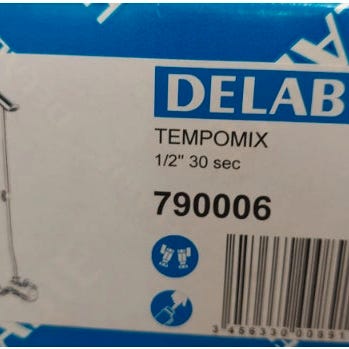 DELAB
TEMPOMIX
1/2" 30 sec
790006